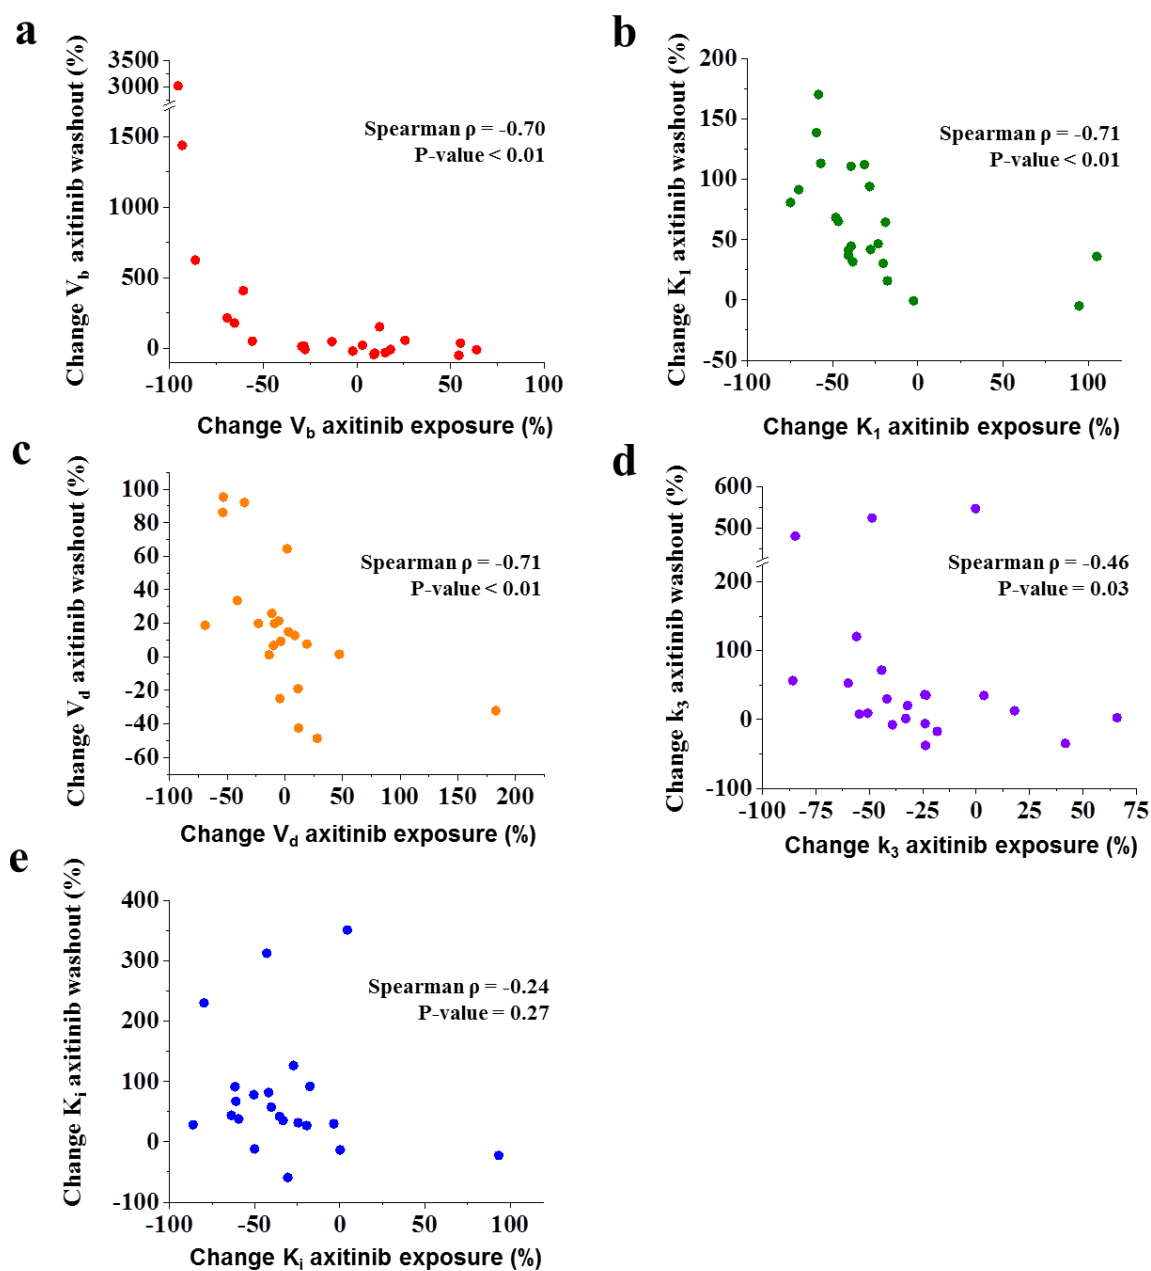 a
Change Vb axitinib washout (%)
3500
3000
1500
1000
500
0
-100 -50 0 50 100
Change Vb axitinib exposure (%)
Spearman ρ = -0.70
P-value < 0.01
b
Change K1 axitinib washout (%)
200
150
100
50
0
-50
-100 -50 0 50 100
Change K1 axitinib exposure (%)
Spearman ρ = -0.71
P-value < 0.01
c
Change Vd axitinib washout (%)
100
80
60
40
20
0
-20
-40
-60
-100 -50 0 50 100 150 200
Change Vd axitinib exposure (%)
Spearman ρ = -0.71
P-value < 0.01
d
Change k3 axitinib washout (%)
600
500
200
100
0
-100
-100 -75 -50 -25 0 25 50 75
Change k3 axitinib exposure (%)
Spearman ρ = -0.46
P-value = 0.03
e
Change Ki axitinib washout (%)
400
300
200
100
0
-100
-100 -50 0 50 100
Change Ki axitinib exposure (%)
Spearman ρ = -0.24
P-value = 0.27